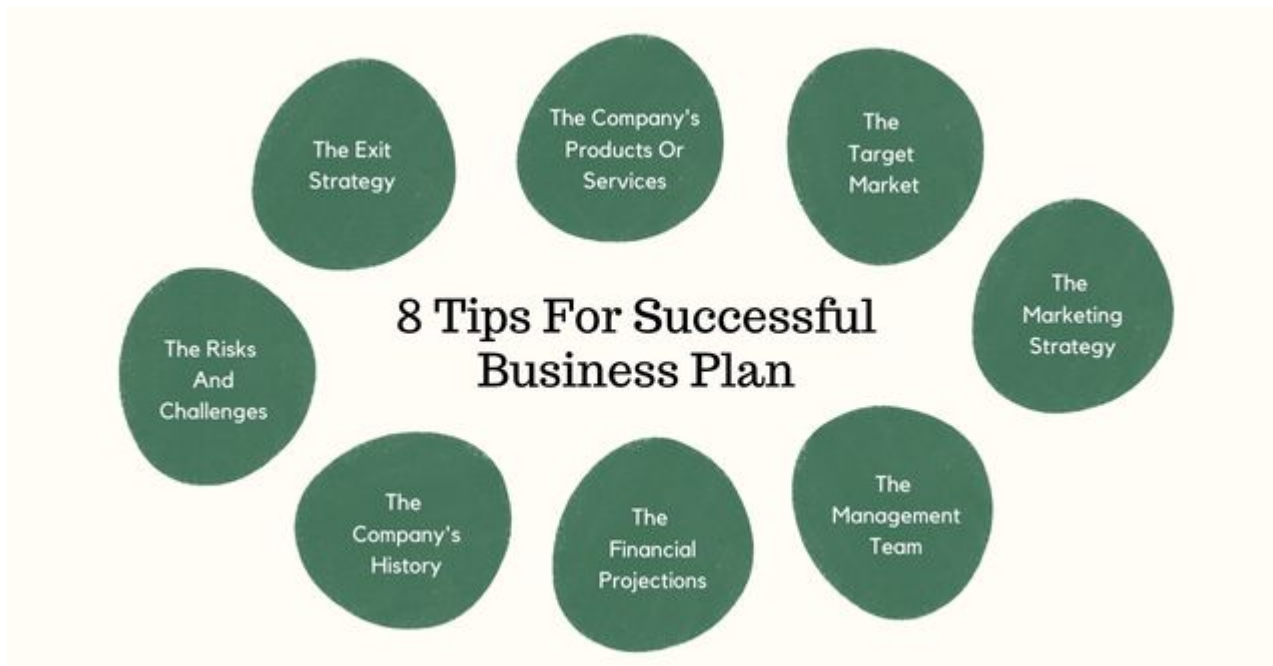 The Exit
Strategy
The Company's
Products Or
Services
The
Target
Market
The
Marketing
Strategy
8 Tips For Successful
Business Plan
The Risks
And
Challenges
The
Company's
History
The
Financial
Projections
The
Management
Team